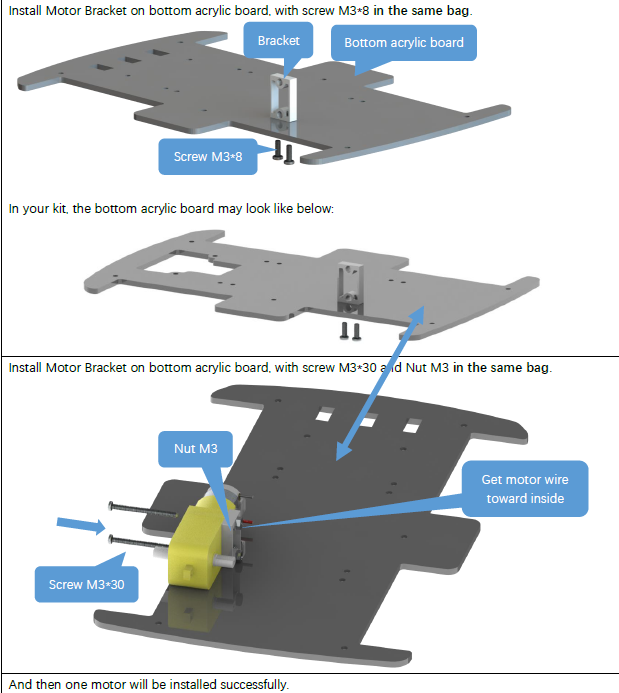 Install Motor Bracket on bottom acrylic board, with screw M3*8 in the same bag.
Bracket
Bottom acrylic board
Screw M3*8
In your kit, the bottom acrylic board may look like below:
Install Motor Bracket on bottom acrylic board, with screw M3*30 and Nut M3 in the same bag.
Nut M3
Get motor wire
toward inside
Screw M3*30
And then one motor will be installed successfully.